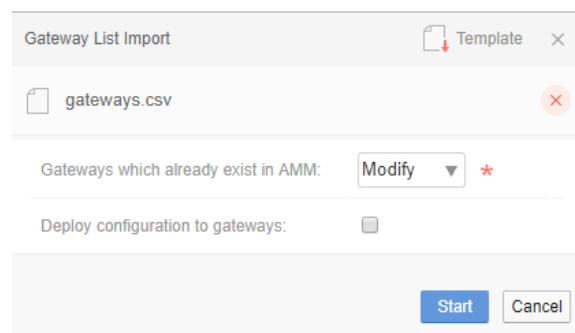 Gateway List Import Template
gateways.csv
Gateways which already exist in AMM: Modify *
Deploy configuration to gateways:
Start Cancel